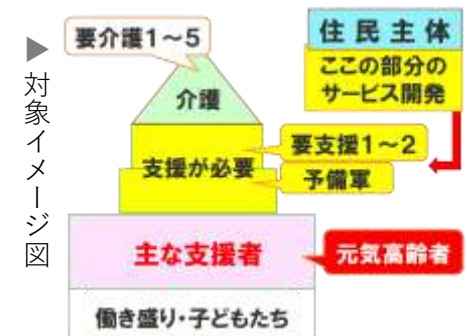 ▶対象イメージ図
要介護1～5
介護
支援が必要
要支援1～2
予備軍
主な支援者
元気高齢者
働き盛り・子どもたち
住民主体
ここの部分の
サービス開発